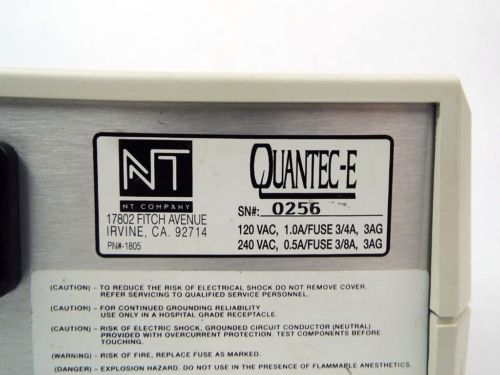 NT
NT COMPANY
17802 FITCH AVENUE
IRVINE, CA. 92714
PN#-1805
QUANTEC-E
SN#: 0256
120 VAC, 1.0A/FUSE 3/4A, 3AG
240 VAC, 0.5A/FUSE 3/8A, 3AG
(CAUTION) - TO REDUCE THE RISK OF ELECTRICAL SHOCK DO NOT REMOVE COVER.
REFER SERVICING TO QUALIFIED SERVICE PERSONNEL.
(CAUTION) - FOR CONTINUED GROUNDING RELIABILITY
USE ONLY IN A HOSPITAL GRADE RECEPTACLE.
(CAUTION) - RISK OF ELECTRIC SHOCK, GROUNDED CIRCUIT CONDUCTOR (NEUTRAL)
PROVIDED WITH OVERCURRENT PROTECTION. TEST COMPONENTS BEFORE
TOUCHING.
(WARNING) - RISK OF FIRE, REPLACE FUSE AS MARKED.
(DANGER) - EXPLOSION HAZARD. DO NOT USE IN THE PRESENCE OF FLAMMABLE ANESTHETICS.